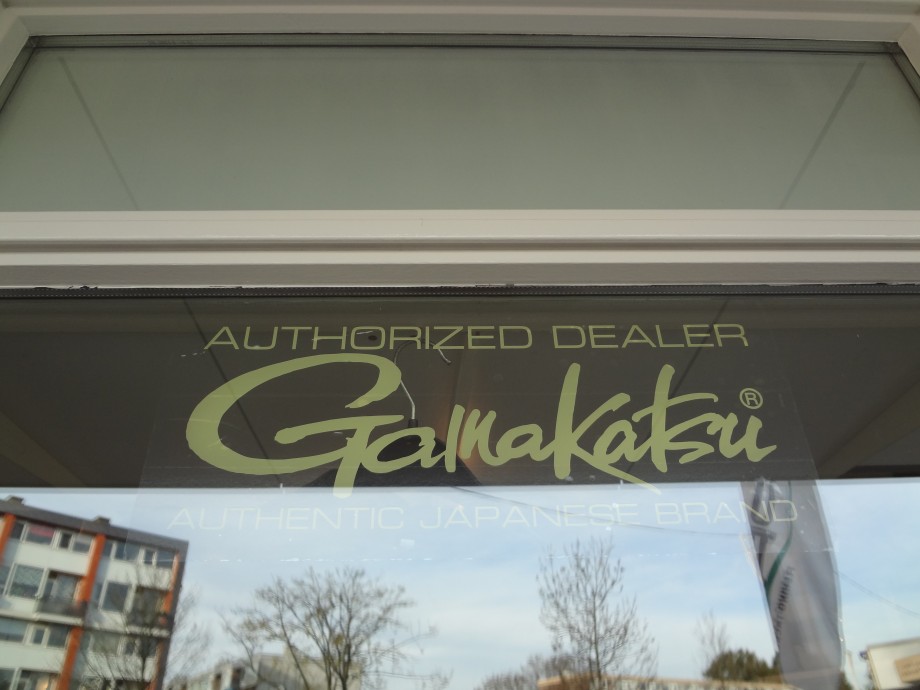 AUTHORIZED DEALER
Gamakatsu®
AUTHENTIC JAPANESE BRAND